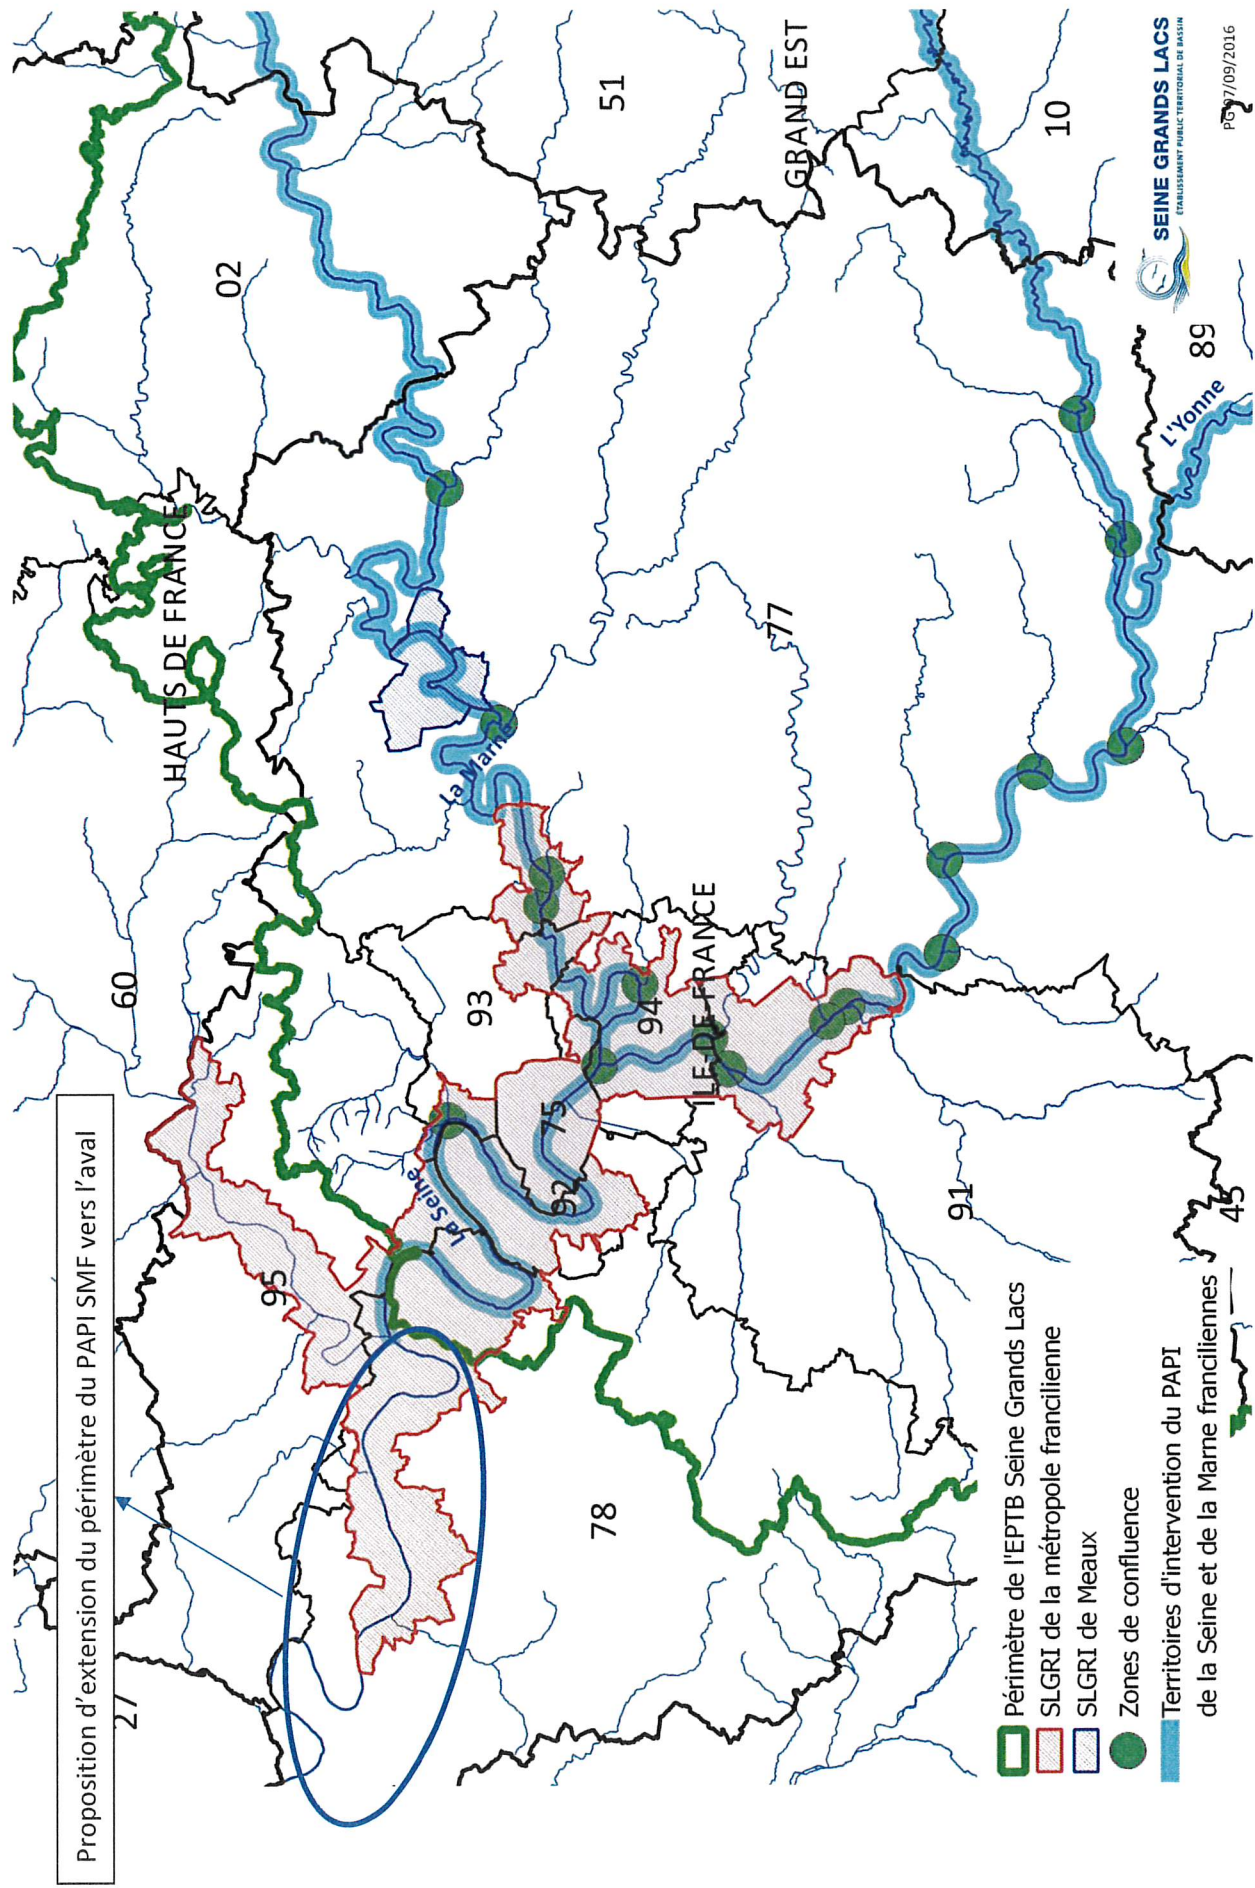 Proposition d'extension du périmètre du PAPI SMF vers l'aval
27
60
HAUTS DE FRANCE
02
95
La Seine
La Marne
51
93
92
75
94
ILE-DE-FRANCE
77
GRAND EST
78
91
10
89
L'Yonne
45
Périmètre de l'EPTB Seine Grands Lacs
SLGRI de la métropole francilienne
SLGRI de Meaux
Zones de confluence
Territoires d'intervention du PAPI
de la Seine et de la Marne franciliennes
SEINE GRANDS LACS
ÉTABLISSEMENT PUBLIC TERRITORIAL DE BASSIN
07/09/2016